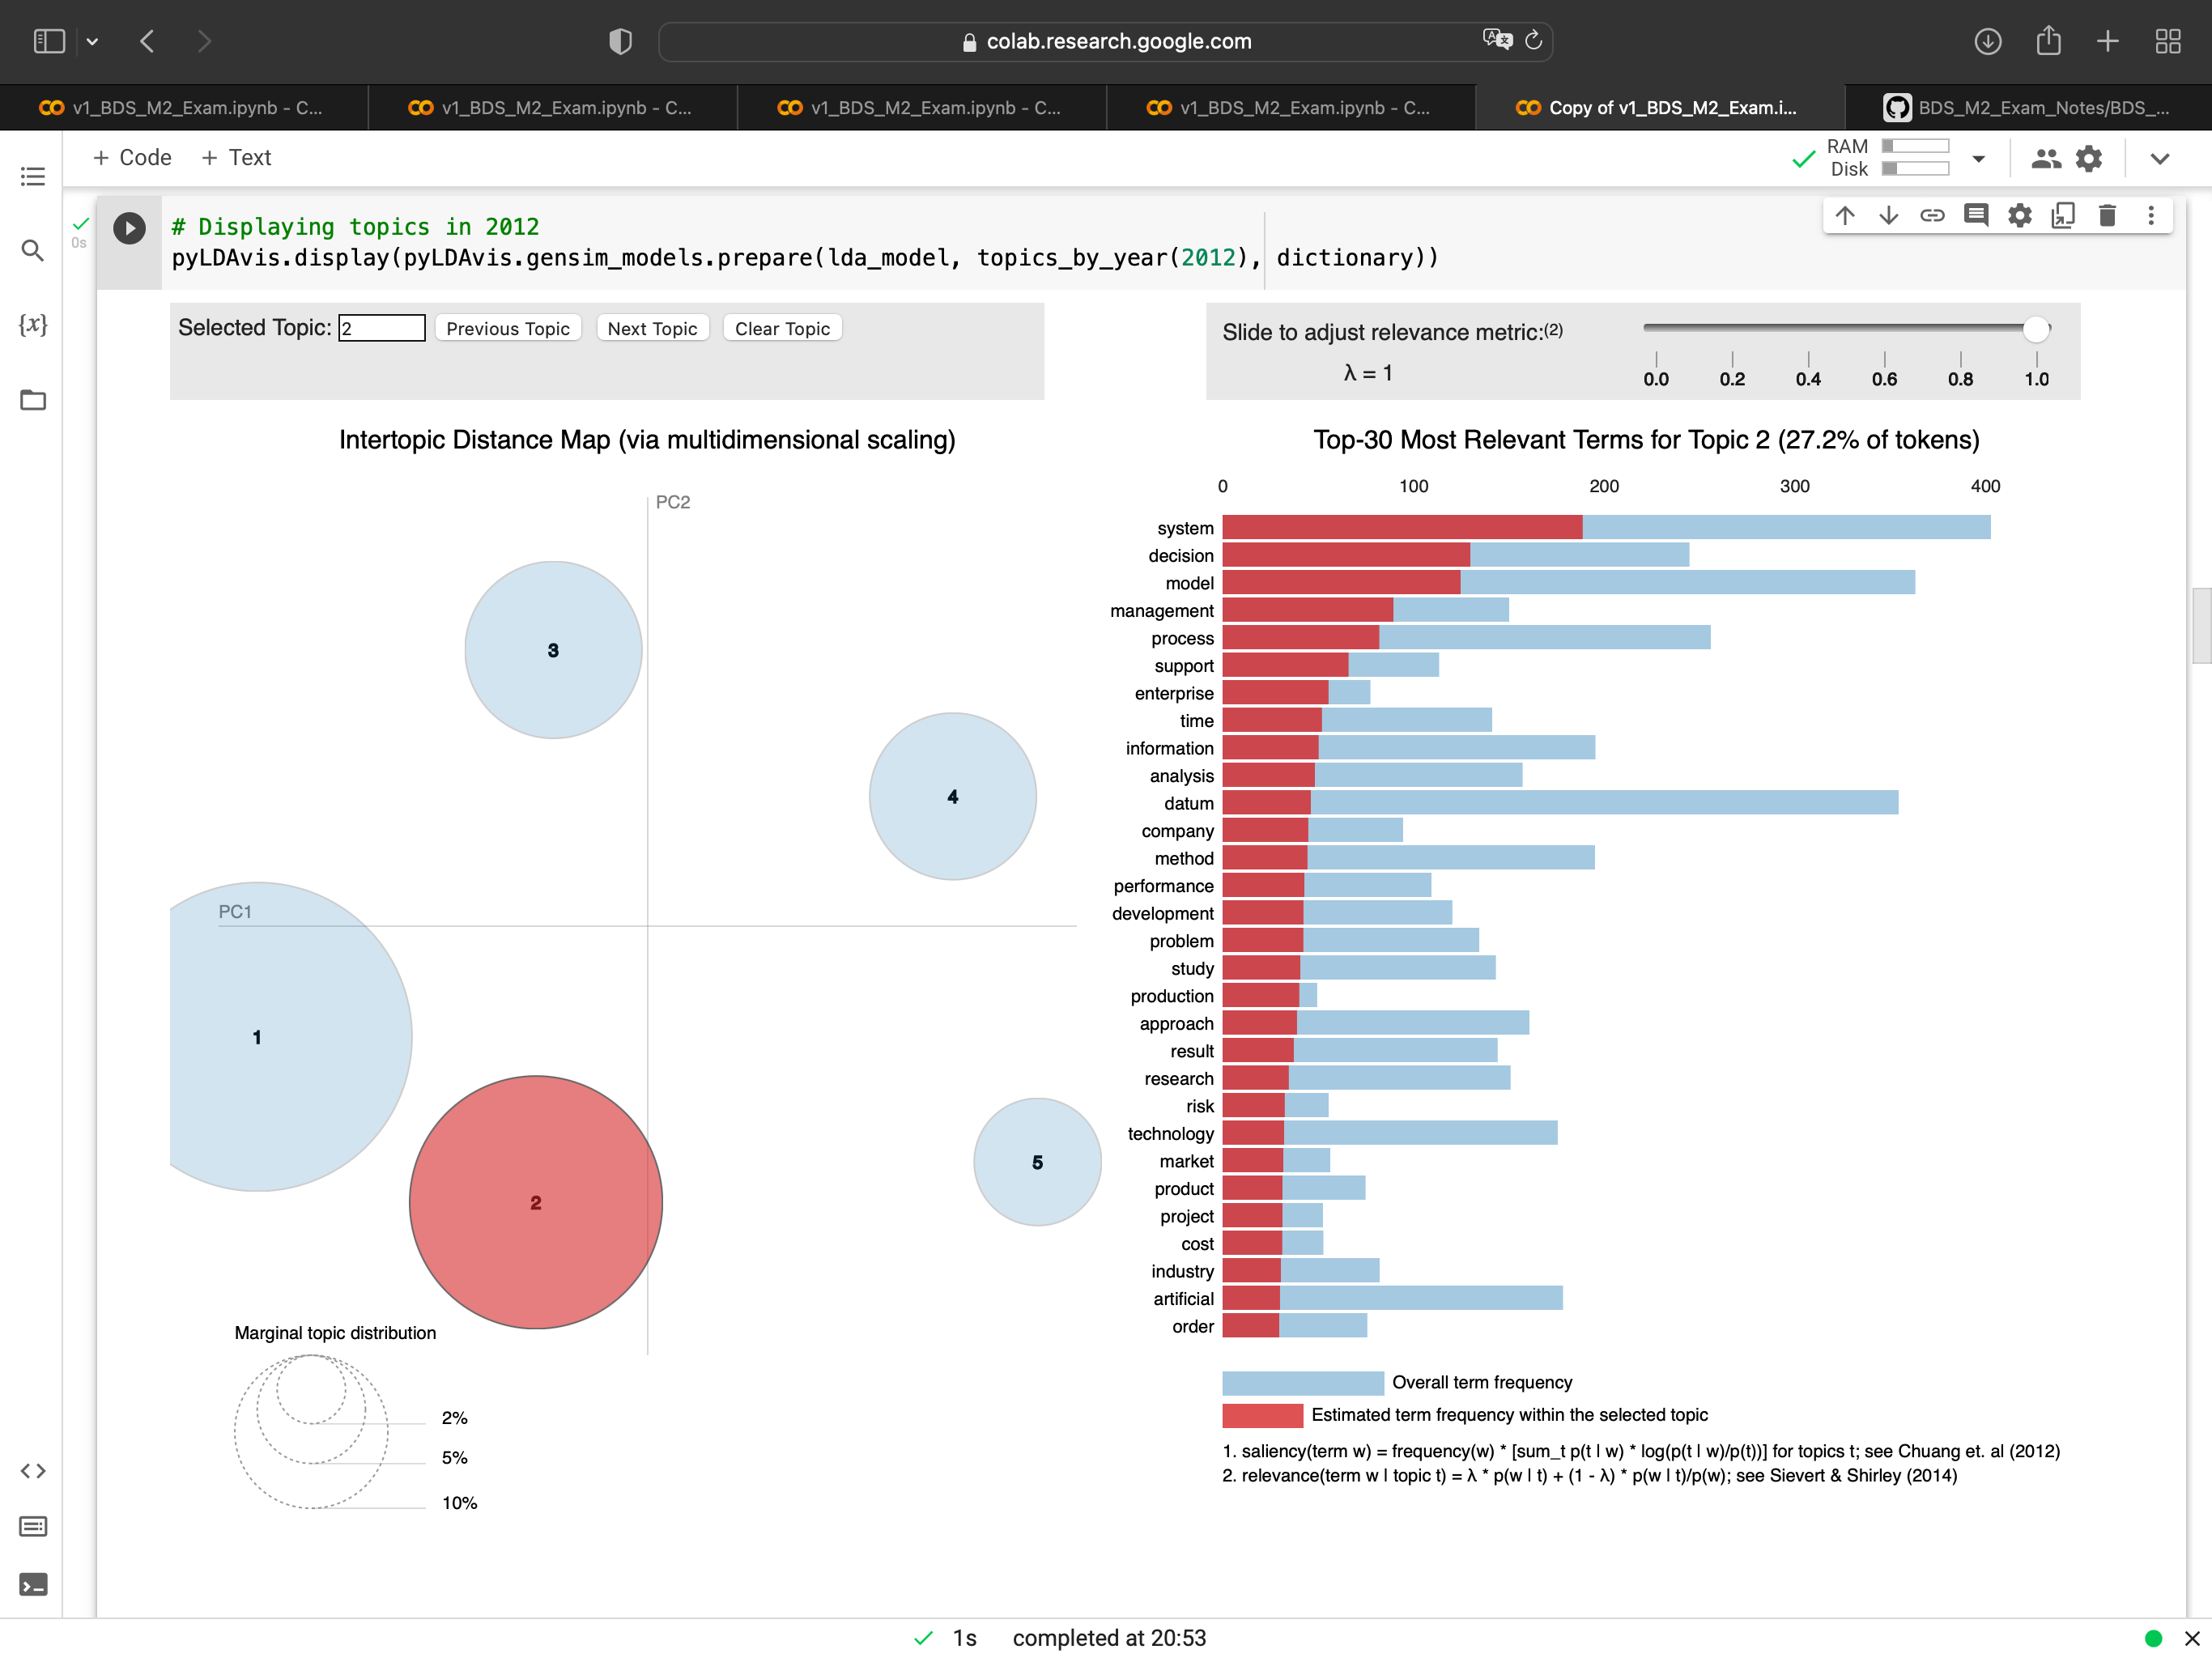 colab.research.google.com
v1_BDS_M2_Exam.ipynb - C...
v1_BDS_M2_Exam.ipynb - C...
v1_BDS_M2_Exam.ipynb - C...
v1_BDS_M2_Exam.ipynb - C...
Copy of v1_BDS_M2_Exam.i...
BDS_M2_Exam_Notes/BDS_...
+ Code + Text
RAM
Disk
0s
# Displaying topics in 2012
pyLDAvis.display(pyLDAvis.gensim_models.prepare(lda_model, topics_by_year(2012), dictionary))
{x}
Selected Topic: 2 Previous Topic Next Topic Clear Topic
Slide to adjust relevance metric:(2)
λ = 1
0.0 0.2 0.4 0.6 0.8 1.0
Intertopic Distance Map (via multidimensional scaling)
PC2
3
4
PC1
1
2
5
Marginal topic distribution
2%
5%
10%
Top-30 Most Relevant Terms for Topic 2 (27.2% of tokens)
0 100 200 300 400
system
decision
model
management
process
support
enterprise
time
information
analysis
datum
company
method
performance
development
problem
study
production
approach
result
research
risk
technology
market
product
project
cost
industry
artificial
order
Overall term frequency
Estimated term frequency within the selected topic
1. saliency(term w) = frequency(w) * [sum_t p(t | w) * log(p(t | w)/p(t))] for topics t; see Chuang et. al (2012)
2. relevance(term w | topic t) = λ * p(w | t) + (1 - λ) * p(w | t)/p(w); see Sievert & Shirley (2014)
1s completed at 20:53